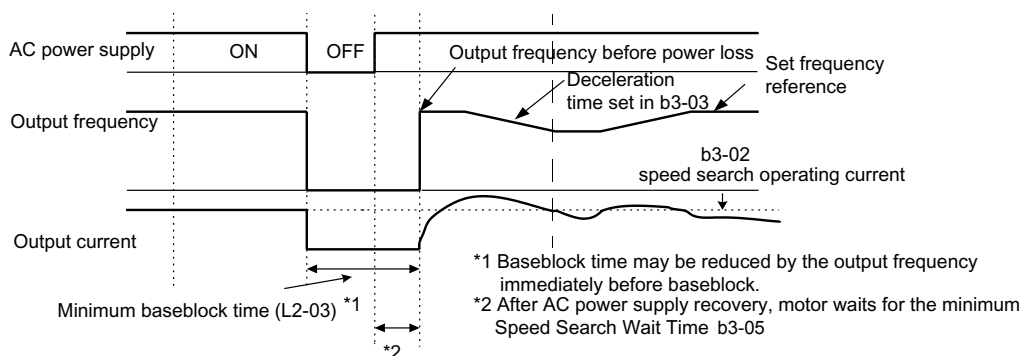 AC power supply
ON
OFF
Output frequency before power loss
Set frequency
reference
Deceleration
time set in b3-03
Output frequency
b3-02
speed search operating current
Output current
*1 Baseblock time may be reduced by the output frequency
immediately before baseblock.
Minimum baseblock time (L2-03) *1
*2 After AC power supply recovery, motor waits for the minimum
Speed Search Wait Time b3-05
*2